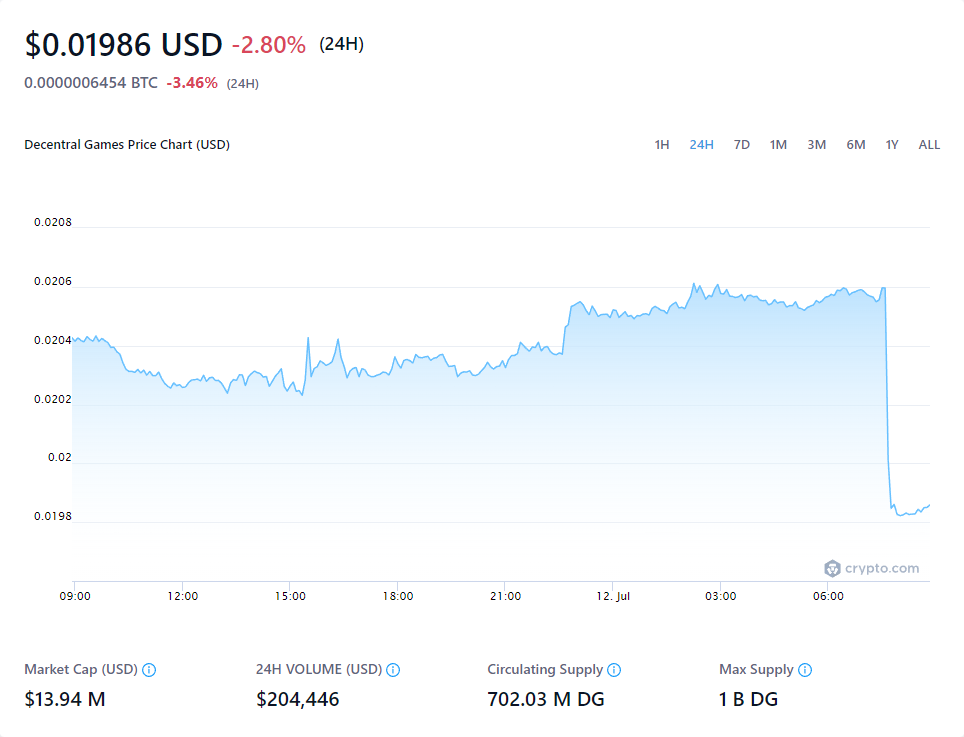 $0.01986 USD -2.80% (24H)
0.0000006454 BTC -3.46% (24H)
Decentral Games Price Chart (USD) 1H 24H 7D 1M 3M 6M 1Y ALL
0.0208
0.0206
0.0204
0.0202
0.02
0.0198
crypto.com
09:00 12:00 15:00 18:00 21:00 12. Jul 03:00 06:00
Market Cap (USD) 24H VOLUME (USD) Circulating Supply Max Supply
$13.94 M $204,446 702.03 M DG 1 B DG